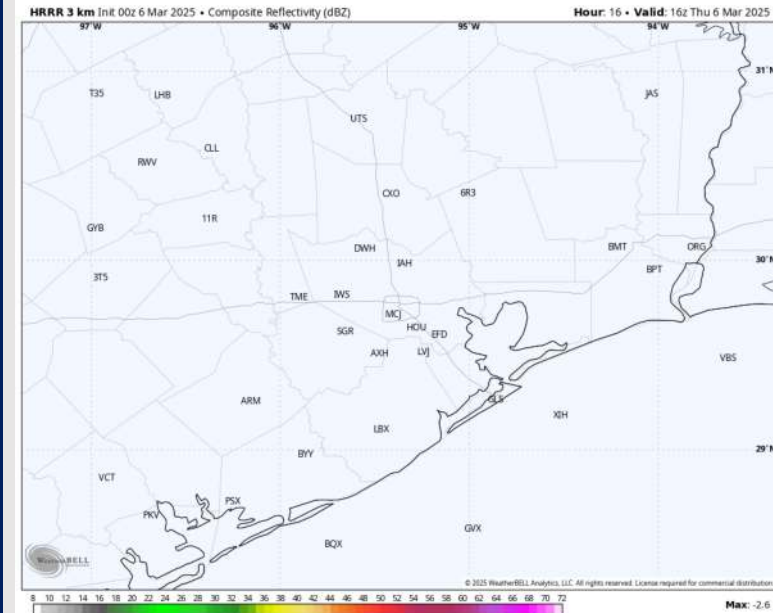 HRRR 3 km Init 00z 6 Mar 2025 • Composite Reflectivity (dBZ) Hour: 16 • Valid: 16z Thu 6 Mar 2025
97°W 96°W 95°W 94°W
31°N
T35 LHB JAS
UTS
CLL
RWV
CXO 6R3
11R
GYB
DWH BMT ORG
30°N
IAH BPT
3T5
TME IWS
MCJ
SGR HOU EFD
AXH LVJ VBS
ARM GLS
XIH
LBX
29°N
BYY
VCT
PSX
PKV
GVX
BQX
WeatherBELL
© 2025 WeatherBELL Analytics, LLC. All rights reserved. License required for commercial distribution.
8 10 12 14 16 18 20 22 24 26 28 30 32 34 36 38 40 42 44 46 48 50 52 54 56 58 60 62 64 66 68 70 72
Max: -2.6